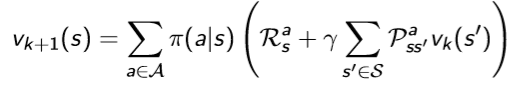 $v_{k+1}(s) = \sum_{a \in \mathcal{A}} \pi(a|s) \left( \mathcal{R}_s^a + \gamma \sum_{s' \in \mathcal{S}} \mathcal{P}_{ss'}^a v_k(s') \right)$